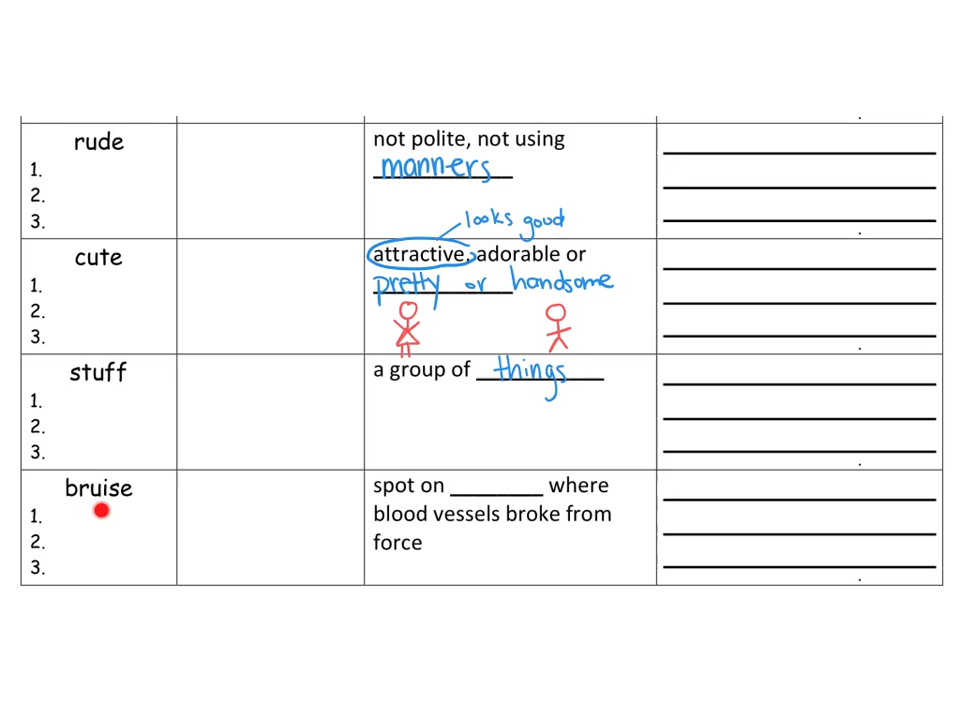 rude
1.
2.
3.
not polite, not using
manners
.
looks good
cute
1.
2.
3.
attractive, adorable or
pretty or handsome
.
stuff
1.
2.
3.
a group of things
.
bruise
1.
2.
3.
spot on ________ where
blood vessels broke from
force
.